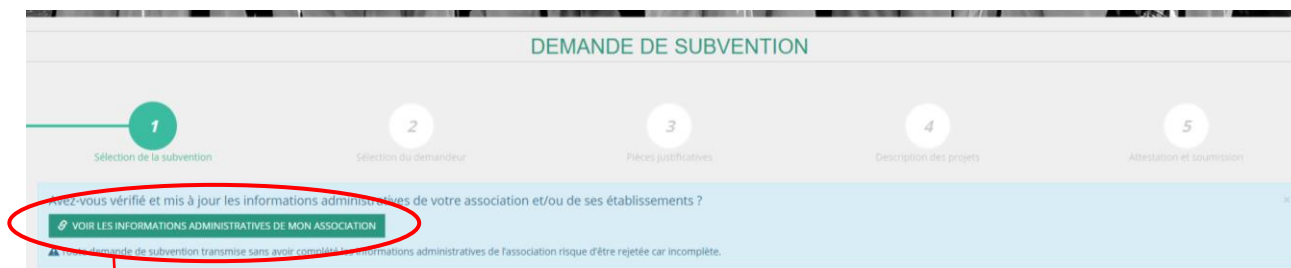 DEMANDE DE SUBVENTION
1
2
3
4
5
Sélection de la subvention
Sélection du demandeur
Pièces justificatives
Description des projets
Attestation et soumission
Avez-vous vérifié et mis à jour les informations administratives de votre association et/ou de ses établissements ?
×
VOIR LES INFORMATIONS ADMINISTRATIVES DE MON ASSOCIATION
Toute demande de subvention transmise sans avoir complété les informations administratives de l'association risque d'être rejetée car incomplète.